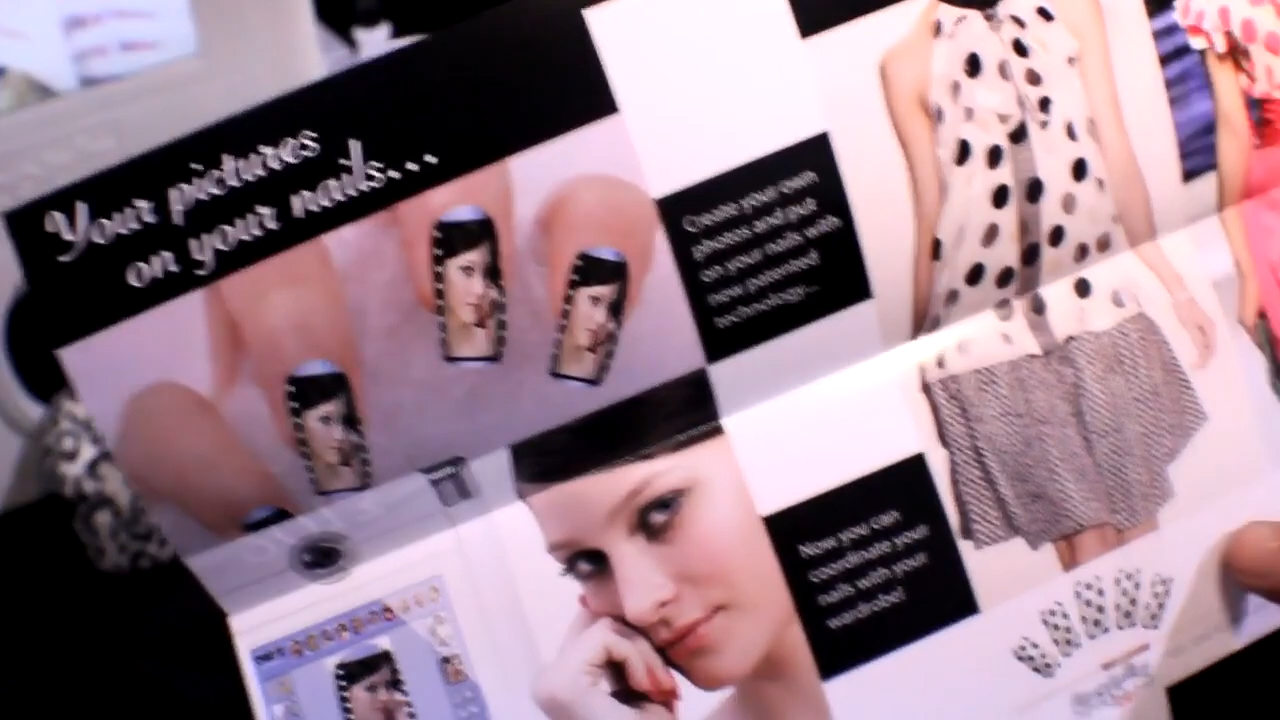 Your pictures
on your nails...
Create your own
photos and put
on your nails with
new patented
technology...
Now you can
coordinate your
nails with your
wardrobe!